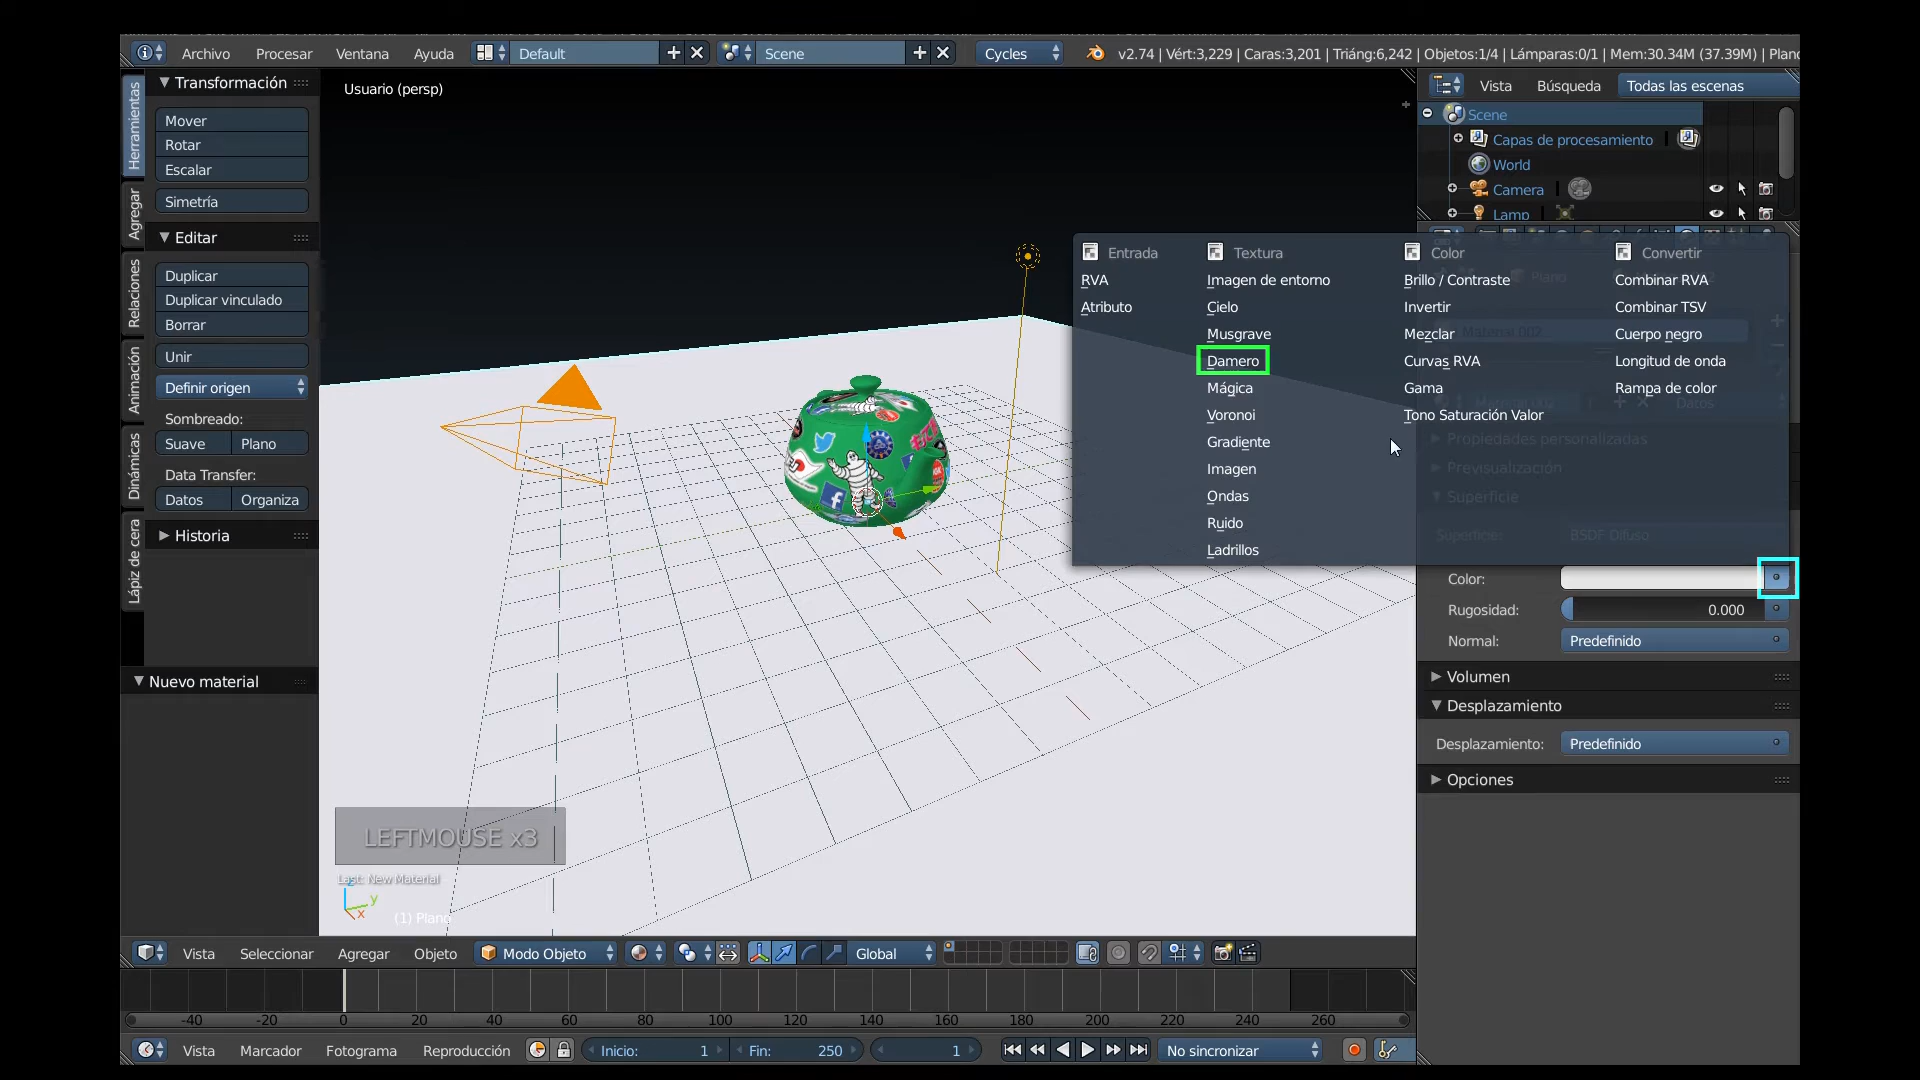 Archivo Procesar Ventana Ayuda Default Scene Cycles v2.74 | Vért:3,229 | Caras:3,201 | Triáng:6,242 | Objetos:1/4 | Lámparas:0/1 | Mem:30.34M (37.39M) | Plano
Herramientas
Agregar
Relaciones
Animación
Dinámicas
Lápiz de cera
Transformación
Mover
Rotar
Escalar
Simetría
Editar
Duplicar
Duplicar vinculado
Borrar
Unir
Definir origen
Sombreado:
Suave Plano
Data Transfer:
Datos Organiza
Historia
Nuevo material
Usuario (persp)
LEFTMOUSE x3
Last: New Material
z
y
x
(1) Plano
Vista Búsqueda Todas las escenas
Scene
Capas de procesamiento
World
Camera
Lamp
Entrada
RVA
Atributo
Textura
Imagen de entorno
Cielo
Musgrave
Damero
Mágica
Voronoi
Gradiente
Imagen
Ondas
Ruido
Ladrillos
Color
Brillo / Contraste
Invertir
Mezclar
Curvas RVA
Gama
Tono Saturación Valor
Convertir
Combinar RVA
Combinar TSV
Cuerpo negro
Longitud de onda
Rampa de color
Plano
Material.002
Material.002 Datos
Propiedades personalizadas
Previsualización
Superficie
Superficie: BSDF Difuso
Color:
Rugosidad: 0.000
Normal: Predefinido
Volumen
Desplazamiento
Desplazamiento: Predefinido
Opciones
Vista Seleccionar Agregar Objeto Modo Objeto Global
-40 -20 0 20 40 60 80 100 120 140 160 180 200 220 240 260
Vista Marcador Fotograma Reproducción Inicio: 1 Fin: 250 1 No sincronizar